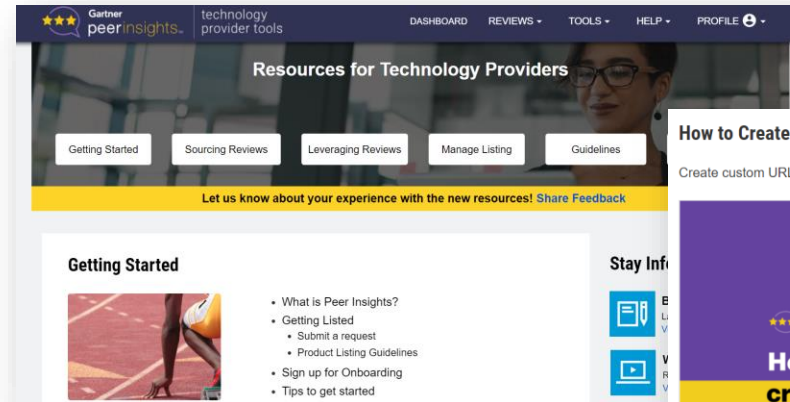 Gartner
peerinsights™
technology
provider tools
DASHBOARD
REVIEWS
TOOLS
HELP
PROFILE
Resources for Technology Providers
Getting Started
Sourcing Reviews
Leveraging Reviews
Manage Listing
Guidelines
Let us know about your experience with the new resources! Share Feedback
How to Create
Create custom URL
Getting Started
What is Peer Insights?
Getting Listed
Submit a request
Product Listing Guidelines
Sign up for Onboarding
Tips to get started
Stay Inf